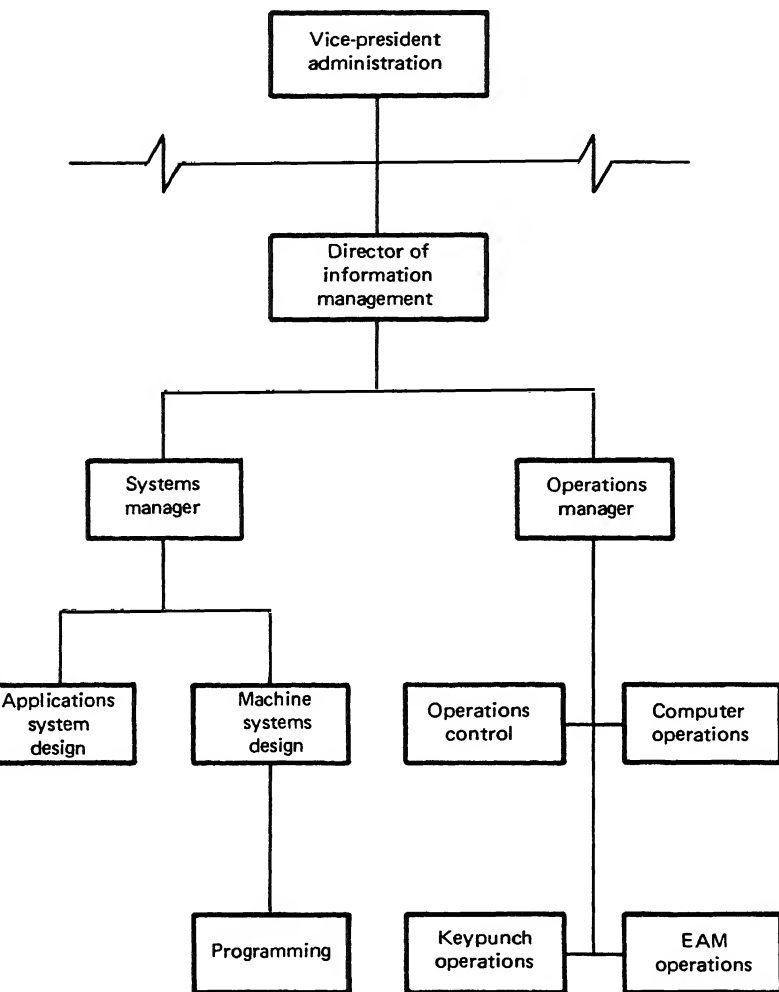 Vice-president
administration
Director of
information
management
Systems
manager
Operations
manager
Applications
system
design
Machine
systems
design
Operations
control
Computer
operations
Programming
Keypunch
operations
EAM
operations